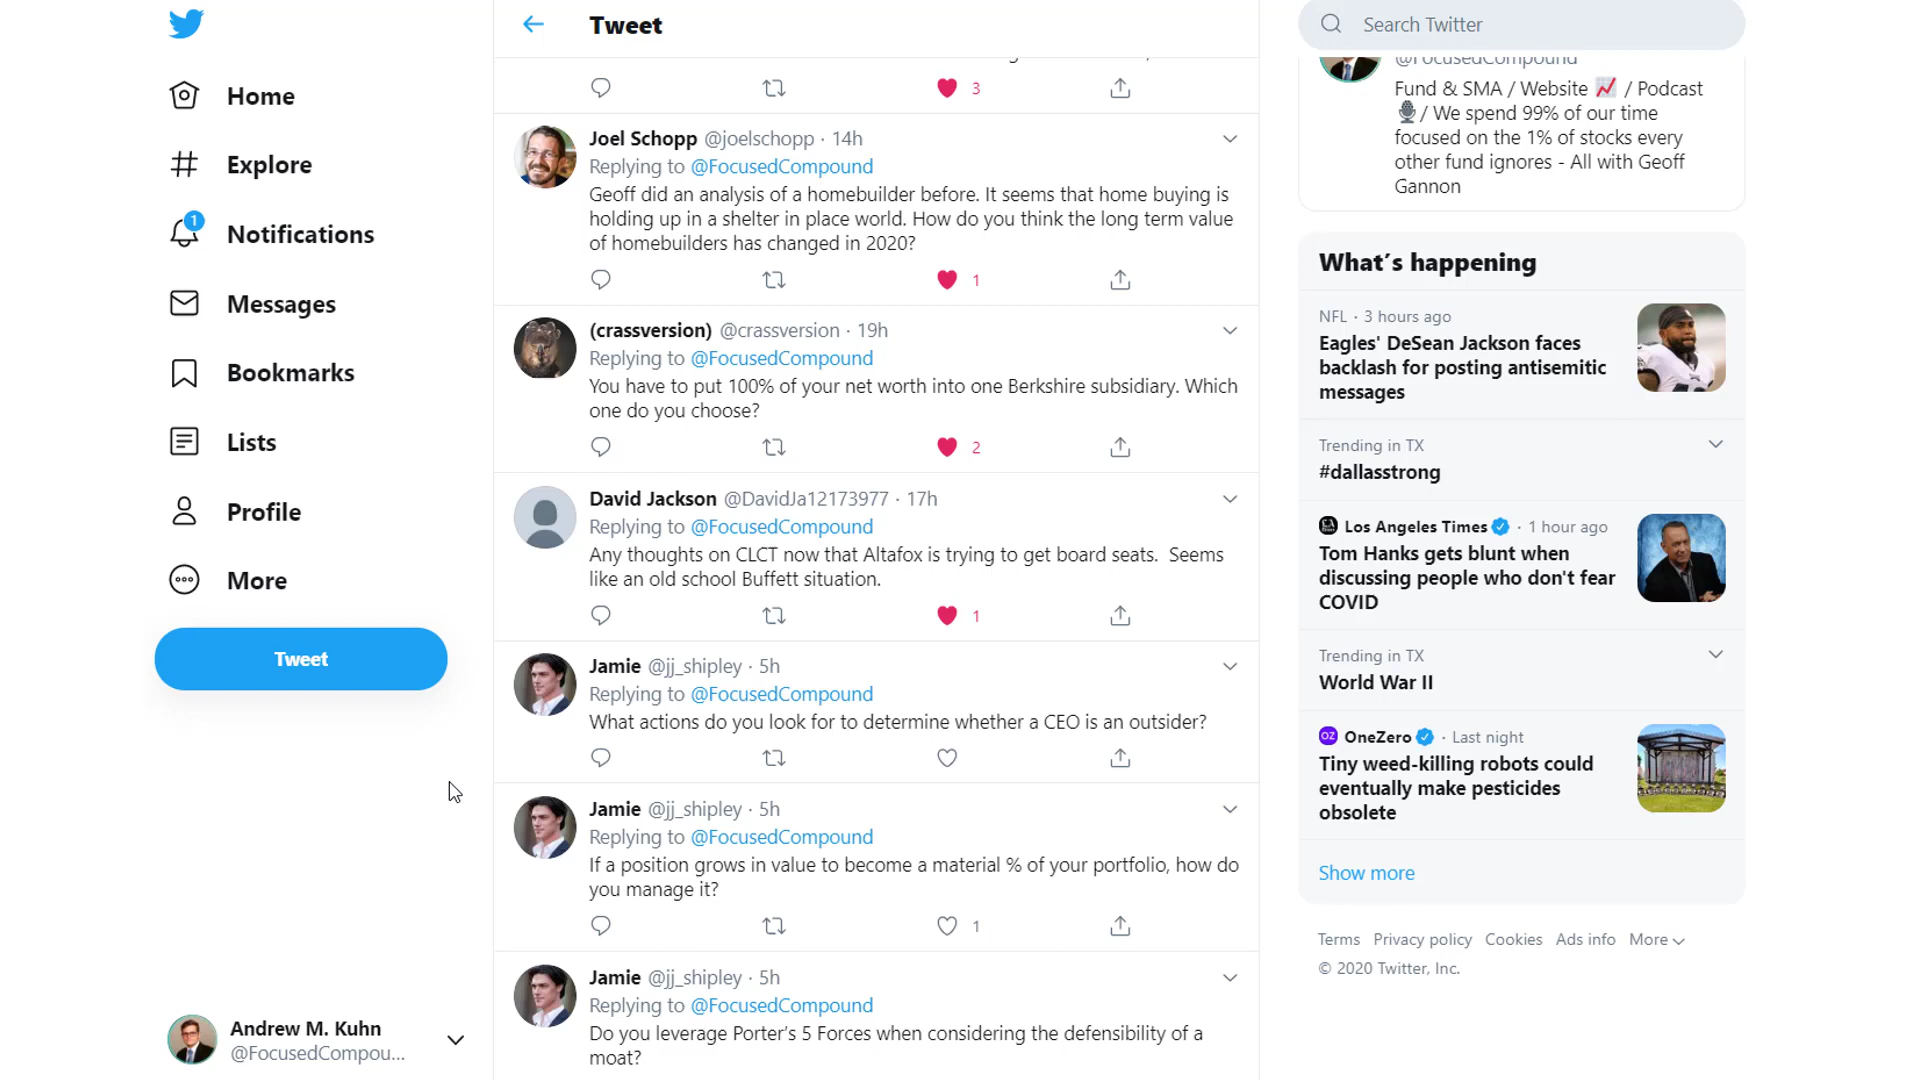 Home
Explore
1
Notifications
Messages
Bookmarks
Lists
Profile
More
Tweet
Andrew M. Kuhn
@FocusedCompou...
Tweet
3
Joel Schopp @joelschopp · 14h
Replying to @FocusedCompound
Geoff did an analysis of a homebuilder before. It seems that home buying is
holding up in a shelter in place world. How do you think the long term value
of homebuilders has changed in 2020?
1
(crassversion) @crassversion · 19h
Replying to @FocusedCompound
You have to put 100% of your net worth into one Berkshire subsidiary. Which
one do you choose?
2
David Jackson @DavidJa12173977 · 17h
Replying to @FocusedCompound
Any thoughts on CLCT now that Altafox is trying to get board seats.  Seems
like an old school Buffett situation.
1
Jamie @jj_shipley · 5h
Replying to @FocusedCompound
What actions do you look for to determine whether a CEO is an outsider?
Jamie @jj_shipley · 5h
Replying to @FocusedCompound
If a position grows in value to become a material % of your portfolio, how do
you manage it?
1
Jamie @jj_shipley · 5h
Replying to @FocusedCompound
Do you leverage Porter's 5 Forces when considering the defensibility of a
moat?
Search Twitter
@FocusedCompound
Fund & SMA / Website 📈 / Podcast
🎙/ We spend 99% of our time
focused on the 1% of stocks every
other fund ignores - All with Geoff
Gannon
What's happening
NFL · 3 hours ago
Eagles' DeSean Jackson faces
backlash for posting antisemitic
messages
Trending in TX
#dallasstrong
Los Angeles Times · 1 hour ago
Tom Hanks gets blunt when
discussing people who don't fear
COVID
Trending in TX
World War II
OZ OneZero · Last night
Tiny weed-killing robots could
eventually make pesticides
obsolete
Show more
Terms Privacy policy Cookies Ads info More
© 2020 Twitter, Inc.